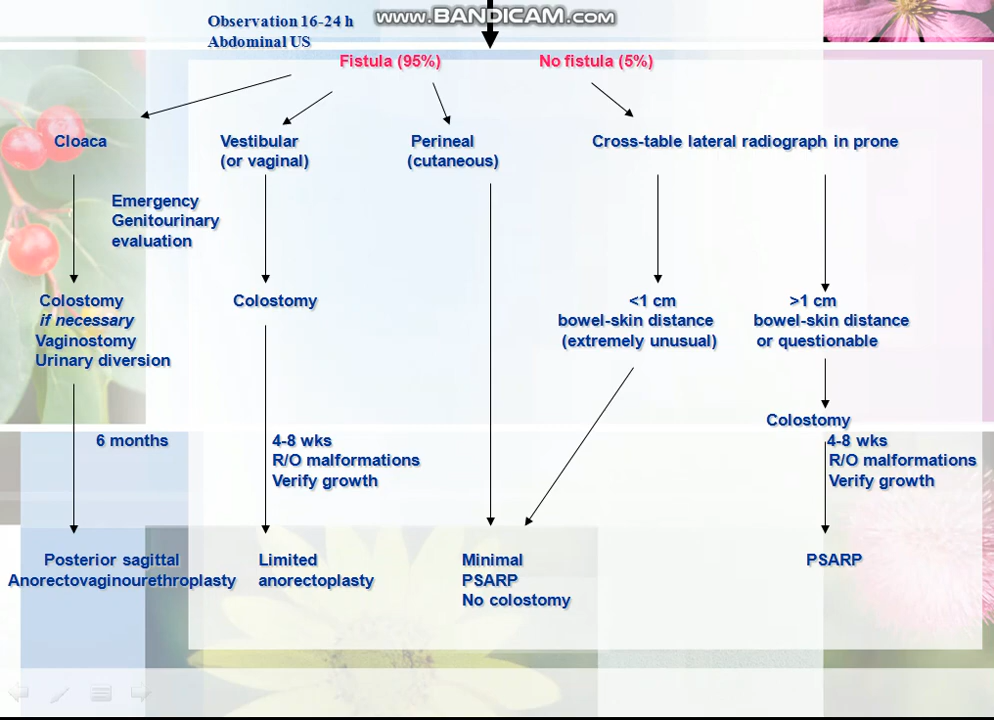 www.BANDICAM.com
Observation 16-24 h
Abdominal US
Fistula (95%)
No fistula (5%)
Cloaca
Vestibular
(or vaginal)
Perineal
(cutaneous)
Cross-table lateral radiograph in prone
Emergency
Genitourinary
evaluation
Colostomy
if necessary
Vaginostomy
Urinary diversion
Colostomy
<1 cm
bowel-skin distance
(extremely unusual)
>1 cm
bowel-skin distance
or questionable
Colostomy
6 months
4-8 wks
R/O malformations
Verify growth
4-8 wks
R/O malformations
Verify growth
Posterior sagittal
Anorectovaginourethroplasty
Limited
anorectoplasty
Minimal
PSARP
No colostomy
PSARP